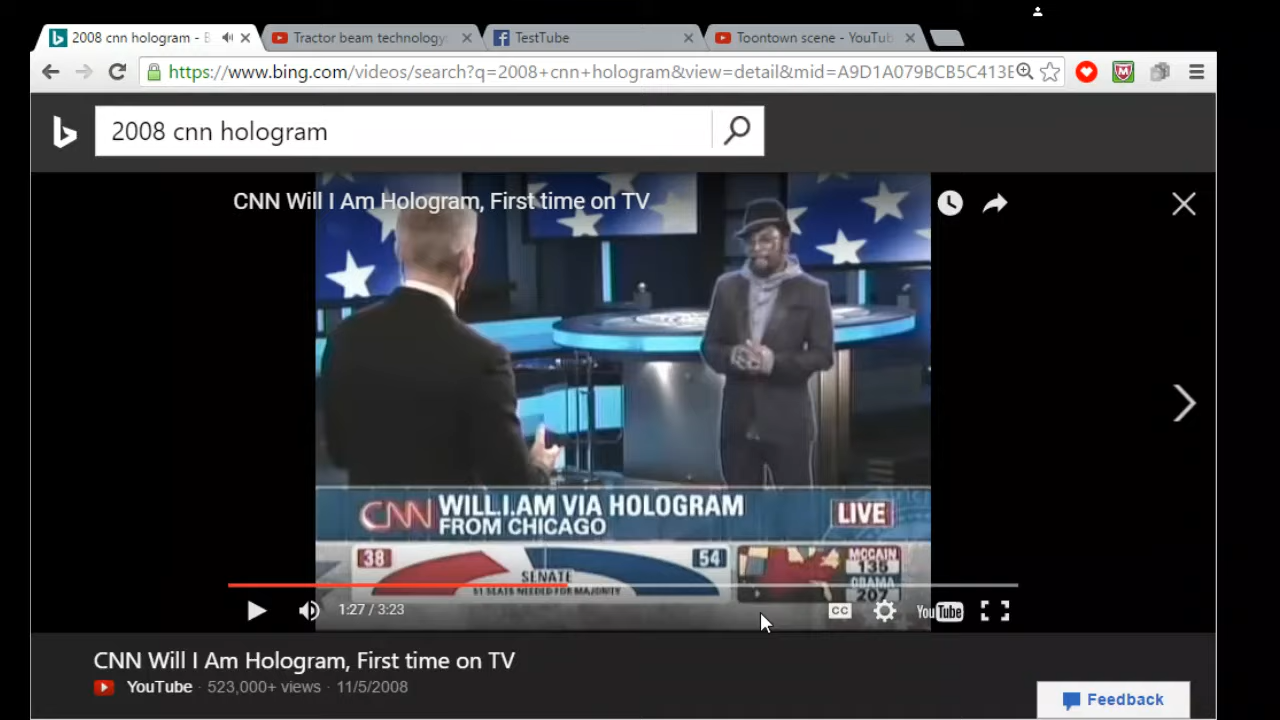 2008 cnn hologram - B
Tractor beam technology:
TestTube
Toontown scene - YouTub
https://www.bing.com/videos/search?q=2008+cnn+hologram&view=detail&mid=A9D1A079BCB5C413E
2008 cnn hologram
CNN Will I Am Hologram, First time on TV
CNN
WILL.I.AM VIA HOLOGRAM
FROM CHICAGO
LIVE
38
54
SENATE
51 SEATS NEEDED FOR MAJORITY
MCCAIN
135
OBAMA
207
1:27 / 3:23
CC
YouTube
CNN Will I Am Hologram, First time on TV
YouTube · 523,000+ views · 11/5/2008
Feedback